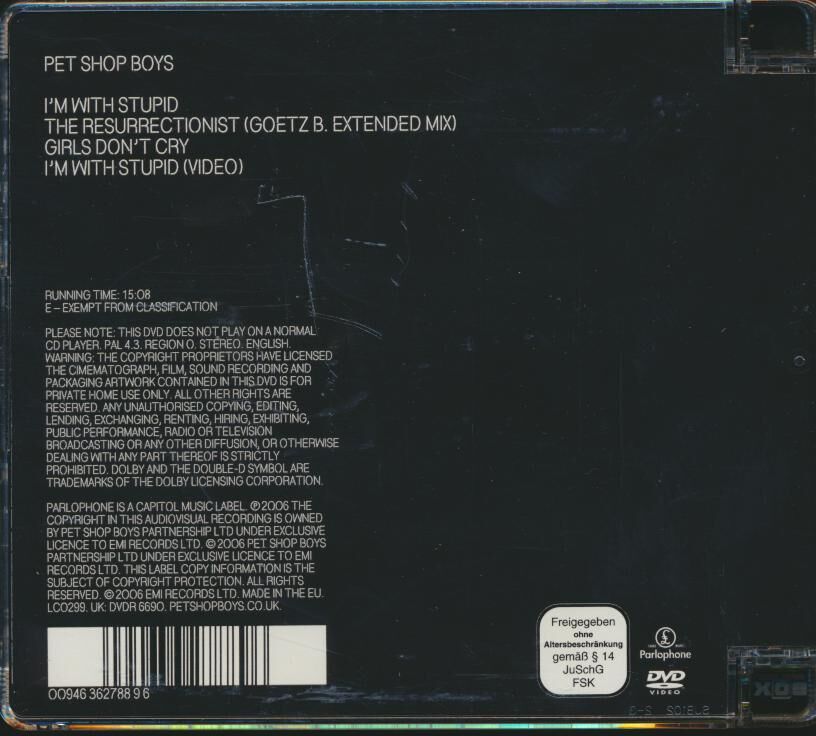 PET SHOP BOYS
I'M WITH STUPID
THE RESURRECTIONIST (GOETZ B. EXTENDED MIX)
GIRLS DON'T CRY
I'M WITH STUPID (VIDEO)
RUNNING TIME: 15:08
E – EXEMPT FROM CLASSIFICATION
PLEASE NOTE: THIS DVD DOES NOT PLAY ON A NORMAL
CD PLAYER. PAL 4.3. REGION 0. STEREO. ENGLISH.
WARNING: THE COPYRIGHT PROPRIETORS HAVE LICENSED
THE CINEMATOGRAPH, FILM, SOUND RECORDING AND
PACKAGING ARTWORK CONTAINED IN THIS DVD IS FOR
PRIVATE HOME USE ONLY. ALL OTHER RIGHTS ARE
RESERVED. ANY UNAUTHORISED COPYING, EDITING,
LENDING, EXCHANGING, RENTING, HIRING, EXHIBITING,
PUBLIC PERFORMANCE, RADIO OR TELEVISION
BROADCASTING OR ANY OTHER DIFFUSION, OR OTHERWISE
DEALING WITH ANY PART THEREOF IS STRICTLY
PROHIBITED. DOLBY AND THE DOUBLE-D SYMBOL ARE
TRADEMARKS OF THE DOLBY LICENSING CORPORATION.
PARLOPHONE IS A CAPITOL MUSIC LABEL. ℗ 2006 THE
COPYRIGHT IN THIS AUDIOVISUAL RECORDING IS OWNED
BY PET SHOP BOYS PARTNERSHIP LTD UNDER EXCLUSIVE
LICENCE TO EMI RECORDS LTD. © 2006 PET SHOP BOYS
PARTNERSHIP LTD UNDER EXCLUSIVE LICENCE TO EMI
RECORDS LTD. THIS LABEL COPY INFORMATION IS THE
SUBJECT OF COPYRIGHT PROTECTION. ALL RIGHTS
RESERVED. © 2006 EMI RECORDS LTD. MADE IN THE EU.
LC0299. UK: DVDR 6690. PETSHOPBOYS.CO.UK.
00946 362788 9 6
Freigegeben
ohne
Altersbeschränkung
gemäß § 14
JuSchG
FSK
£
Parlophone
DVD
VIDEO